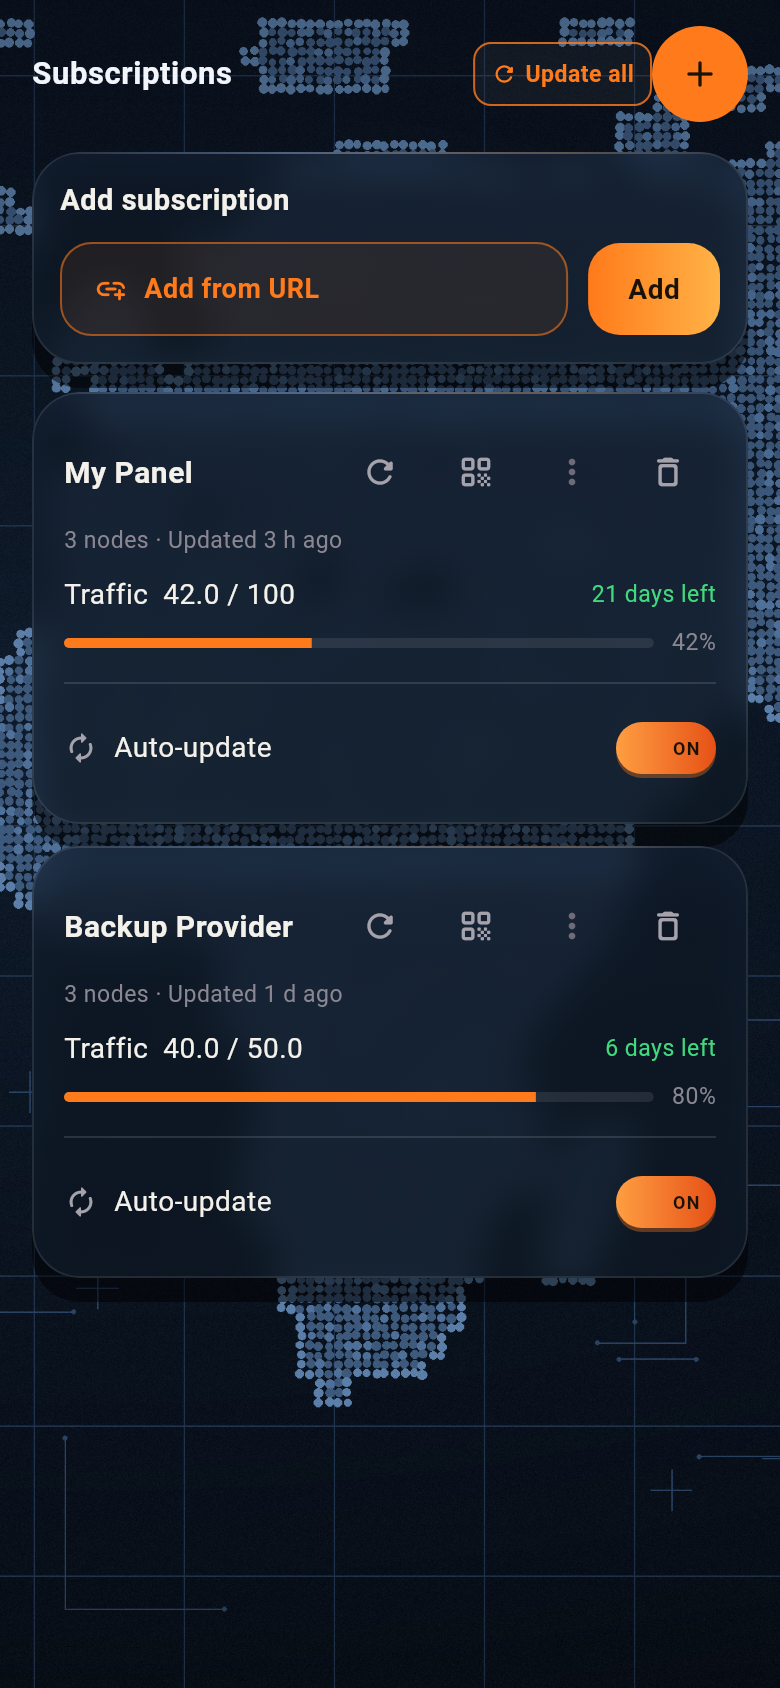 Subscriptions
Update all
Add subscription
Add from URL
Add
My Panel
3 nodes · Updated 3 h ago
Traffic 42.0 / 100
21 days left
42%
Auto-update
ON
Backup Provider
3 nodes · Updated 1 d ago
Traffic 40.0 / 50.0
6 days left
80%
Auto-update
ON